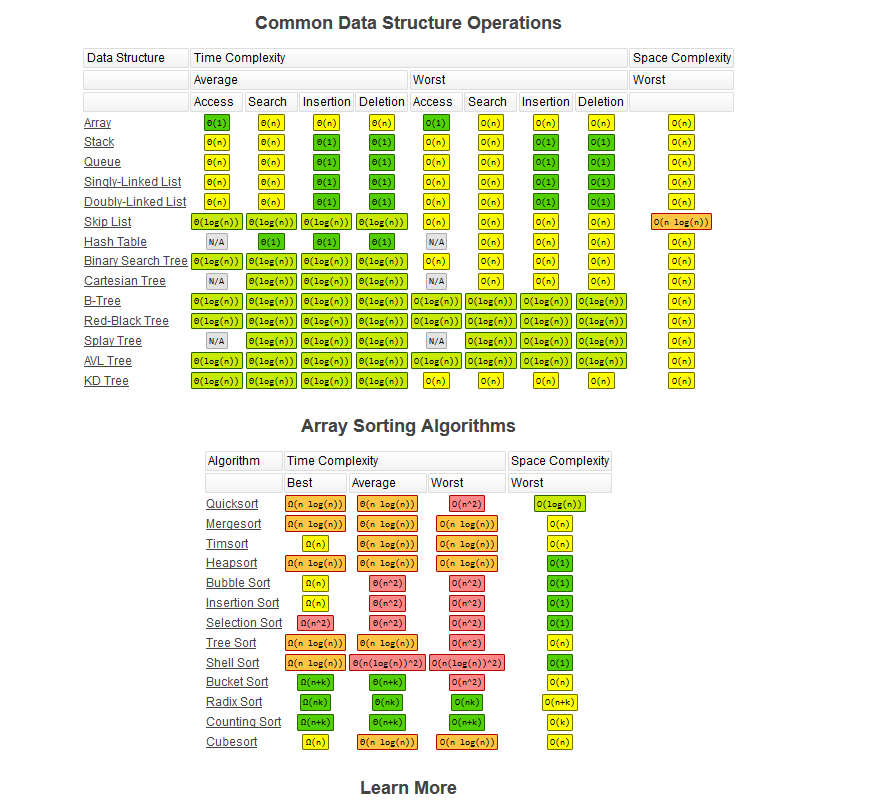 Common Data Structure Operations
Data Structure Time Complexity Space Complexity
Average Worst Worst
Access Search Insertion Deletion Access Search Insertion Deletion
Array Θ(1) Θ(n) Θ(n) Θ(n) O(1) O(n) O(n) O(n) O(n)
Stack Θ(n) Θ(n) Θ(1) Θ(1) O(n) O(n) O(1) O(1) O(n)
Queue Θ(n) Θ(n) Θ(1) Θ(1) O(n) O(n) O(1) O(1) O(n)
Singly-Linked List Θ(n) Θ(n) Θ(1) Θ(1) O(n) O(n) O(1) O(1) O(n)
Doubly-Linked List Θ(n) Θ(n) Θ(1) Θ(1) O(n) O(n) O(1) O(1) O(n)
Skip List Θ(log(n)) Θ(log(n)) Θ(log(n)) Θ(log(n)) O(n) O(n) O(n) O(n) O(n log(n))
Hash Table N/A Θ(1) Θ(1) Θ(1) N/A O(n) O(n) O(n) O(n)
Binary Search Tree Θ(log(n)) Θ(log(n)) Θ(log(n)) Θ(log(n)) O(n) O(n) O(n) O(n) O(n)
Cartesian Tree N/A Θ(log(n)) Θ(log(n)) Θ(log(n)) N/A O(n) O(n) O(n) O(n)
B-Tree Θ(log(n)) Θ(log(n)) Θ(log(n)) Θ(log(n)) O(log(n)) O(log(n)) O(log(n)) O(log(n)) O(n)
Red-Black Tree Θ(log(n)) Θ(log(n)) Θ(log(n)) Θ(log(n)) O(log(n)) O(log(n)) O(log(n)) O(log(n)) O(n)
Splay Tree N/A Θ(log(n)) Θ(log(n)) Θ(log(n)) N/A O(log(n)) O(log(n)) O(log(n)) O(n)
AVL Tree Θ(log(n)) Θ(log(n)) Θ(log(n)) Θ(log(n)) O(log(n)) O(log(n)) O(log(n)) O(log(n)) O(n)
KD Tree Θ(log(n)) Θ(log(n)) Θ(log(n)) Θ(log(n)) O(n) O(n) O(n) O(n) O(n)
Array Sorting Algorithms
Algorithm Time Complexity Space Complexity
Best Average Worst Worst
Quicksort Ω(n log(n)) Θ(n log(n)) O(n^2) O(log(n))
Mergesort Ω(n log(n)) Θ(n log(n)) O(n log(n)) O(n)
Timsort Ω(n) Θ(n log(n)) O(n log(n)) O(n)
Heapsort Ω(n log(n)) Θ(n log(n)) O(n log(n)) O(1)
Bubble Sort Ω(n) Θ(n^2) O(n^2) O(1)
Insertion Sort Ω(n) Θ(n^2) O(n^2) O(1)
Selection Sort Ω(n^2) Θ(n^2) O(n^2) O(1)
Tree Sort Ω(n log(n)) Θ(n log(n)) O(n^2) O(n)
Shell Sort Ω(n log(n)) Θ(n(log(n))^2) O(n(log(n))^2) O(1)
Bucket Sort Ω(n+k) Θ(n+k) O(n^2) O(n)
Radix Sort Ω(nk) Θ(nk) O(nk) O(n+k)
Counting Sort Ω(n+k) Θ(n+k) O(n+k) O(k)
Cubesort Ω(n) Θ(n log(n)) O(n log(n)) O(n)
Learn More